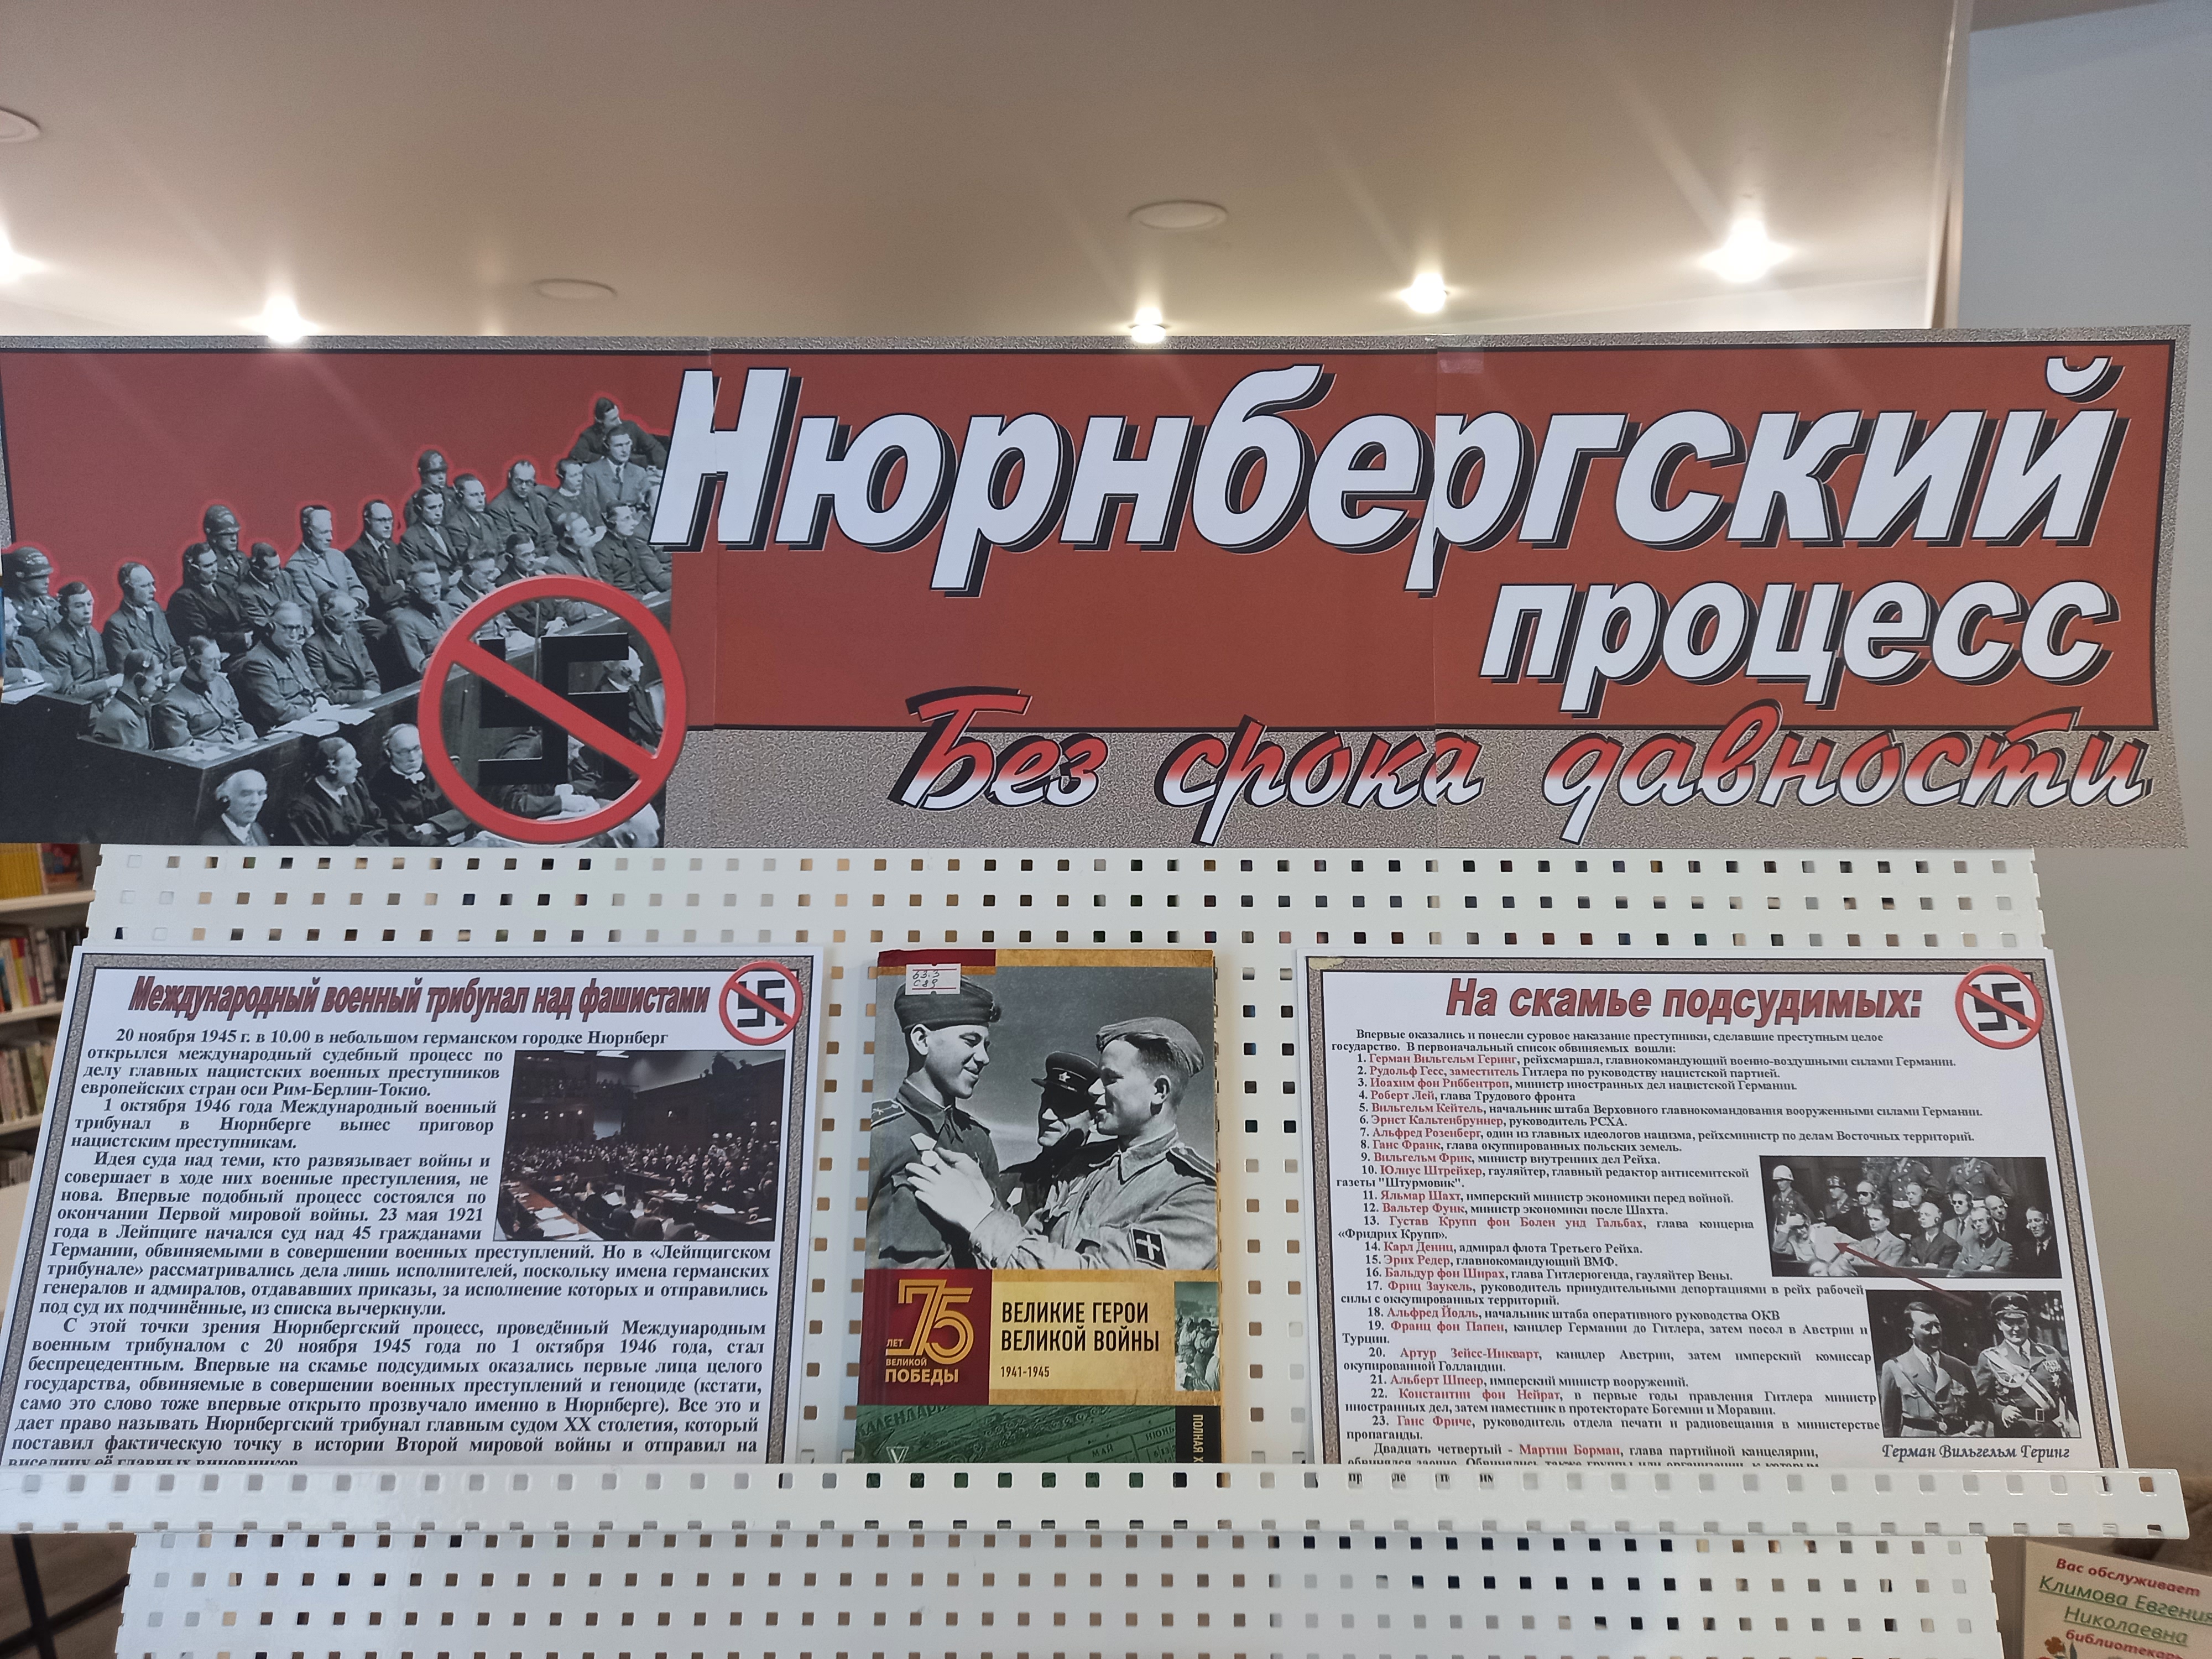 Нюрнбергский
процесс
Без срока давности
Международный военный трибунал над фашистами
20 ноября 1945 г. в 10.00 в небольшом германском городке Нюрнберг
открылся международный судебный процесс по
делу главных нацистских военных преступников
европейских стран оси Рим-Берлин-Токио.
1 октября 1946 года Международный военный
трибунал в Нюрнберге вынес приговор
нацистским преступникам.
Идея суда над теми, кто развязывает войны и
совершает в ходе них военные преступления, не
нова. Впервые подобный процесс состоялся по
окончании Первой мировой войны. 23 мая 1921
года в Лейпциге начался суд над 45 гражданами
Германии, обвиняемыми в совершении военных преступлений. Но в «Лейпцигском
трибунале» рассматривались дела лишь исполнителей, поскольку имена германских
генералов и адмиралов, отдававших приказы, за исполнение которых и отправились
под суд их подчинённые, из списка вычеркнули.
С этой точки зрения Нюрнбергский процесс, проведённый Международным
военным трибуналом с 20 ноября 1945 года по 1 октября 1946 года, стал
беспрецедентным. Впервые на скамье подсудимых оказались первые лица целого
государства, обвиняемые в совершении военных преступлений и геноциде (кстати,
само это слово тоже впервые открыто прозвучало именно в Нюрнберге). Все это и
дает право называть Нюрнбергский трибунал главным судом XX столетия, который
поставил фактическую точку в истории Второй мировой войны и отправил на
виселицу её главных виновников.
63.3
С 89
75
ЛЕТ
ВЕЛИКОЙ
ПОБЕДЫ
ВЕЛИКИЕ ГЕРОИ
ВЕЛИКОЙ ВОЙНЫ
1941-1945
КАЛЕНДАРЬ
МАЙ
ИЮНЬ
ПОЛНАЯ
На скамье подсудимых:
Впервые оказались и понесли суровое наказание преступники, сделавшие преступным целое
государство. В первоначальный список обвиняемых вошли:
1. Герман Вильгельм Геринг, рейхсмаршал, главнокомандующий военно-воздушными силами Германии.
2. Рудольф Гесс, заместитель Гитлера по руководству нацистской партией.
3. Иоахим фон Риббентроп, министр иностранных дел нацистской Германии.
4. Роберт Лей, глава Трудового фронта
5. Вильгельм Кейтель, начальник штаба Верховного главнокомандования вооруженными силами Германии.
6. Эрнст Кальтенбруннер, руководитель РСХА.
7. Альфред Розенберг, один из главных идеологов нацизма, рейхсминистр по делам Восточных территорий.
8. Ганс Франк, глава оккупированных польских земель.
9. Вильгельм Фрик, министр внутренних дел Рейха.
10. Юлиус Штрейхер, гауляйтер, главный редактор антисемитской
газеты "Штурмовик".
11. Яльмар Шахт, имперский министр экономики перед войной.
12. Вальтер Функ, министр экономики после Шахта.
13. Густав Крупп фон Болен унд Гальбах, глава концерна
«Фридрих Крупп».
14. Карл Дениц, адмирал флота Третьего Рейха.
15. Эрих Редер, главнокомандующий ВМФ.
16. Бальдур фон Ширах, глава Гитлерюгенда, гауляйтер Вены.
17. Фриц Заукель, руководитель принудительными депортациями в рейх рабочей
силы с оккупированных территорий.
18. Альфред Йодль, начальник штаба оперативного руководства ОКВ
19. Франц фон Папен, канцлер Германии до Гитлера, затем посол в Австрии и
Турции.
20. Артур Зейсс-Инкварт, канцлер Австрии, затем имперский комиссар
окупированной Голландии.
21. Альберт Шпеер, имперский министр вооружений.
22. Константин фон Нейрат, в первые годы правления Гитлера министр
иностранных дел, затем наместник в протекторате Богемии и Моравии.
23. Ганс Фриче, руководитель отдела печати и радиовещания в министерстве
пропаганды.
Двадцать четвертый - Мартин Борман, глава партийной канцелярии,
обвинялся заочно. Обвинялись также группы или организации, к которым
Герман Вильгельм Геринг
Вас обслуживает
Климова Евгения
Николаевна
библиотекарь